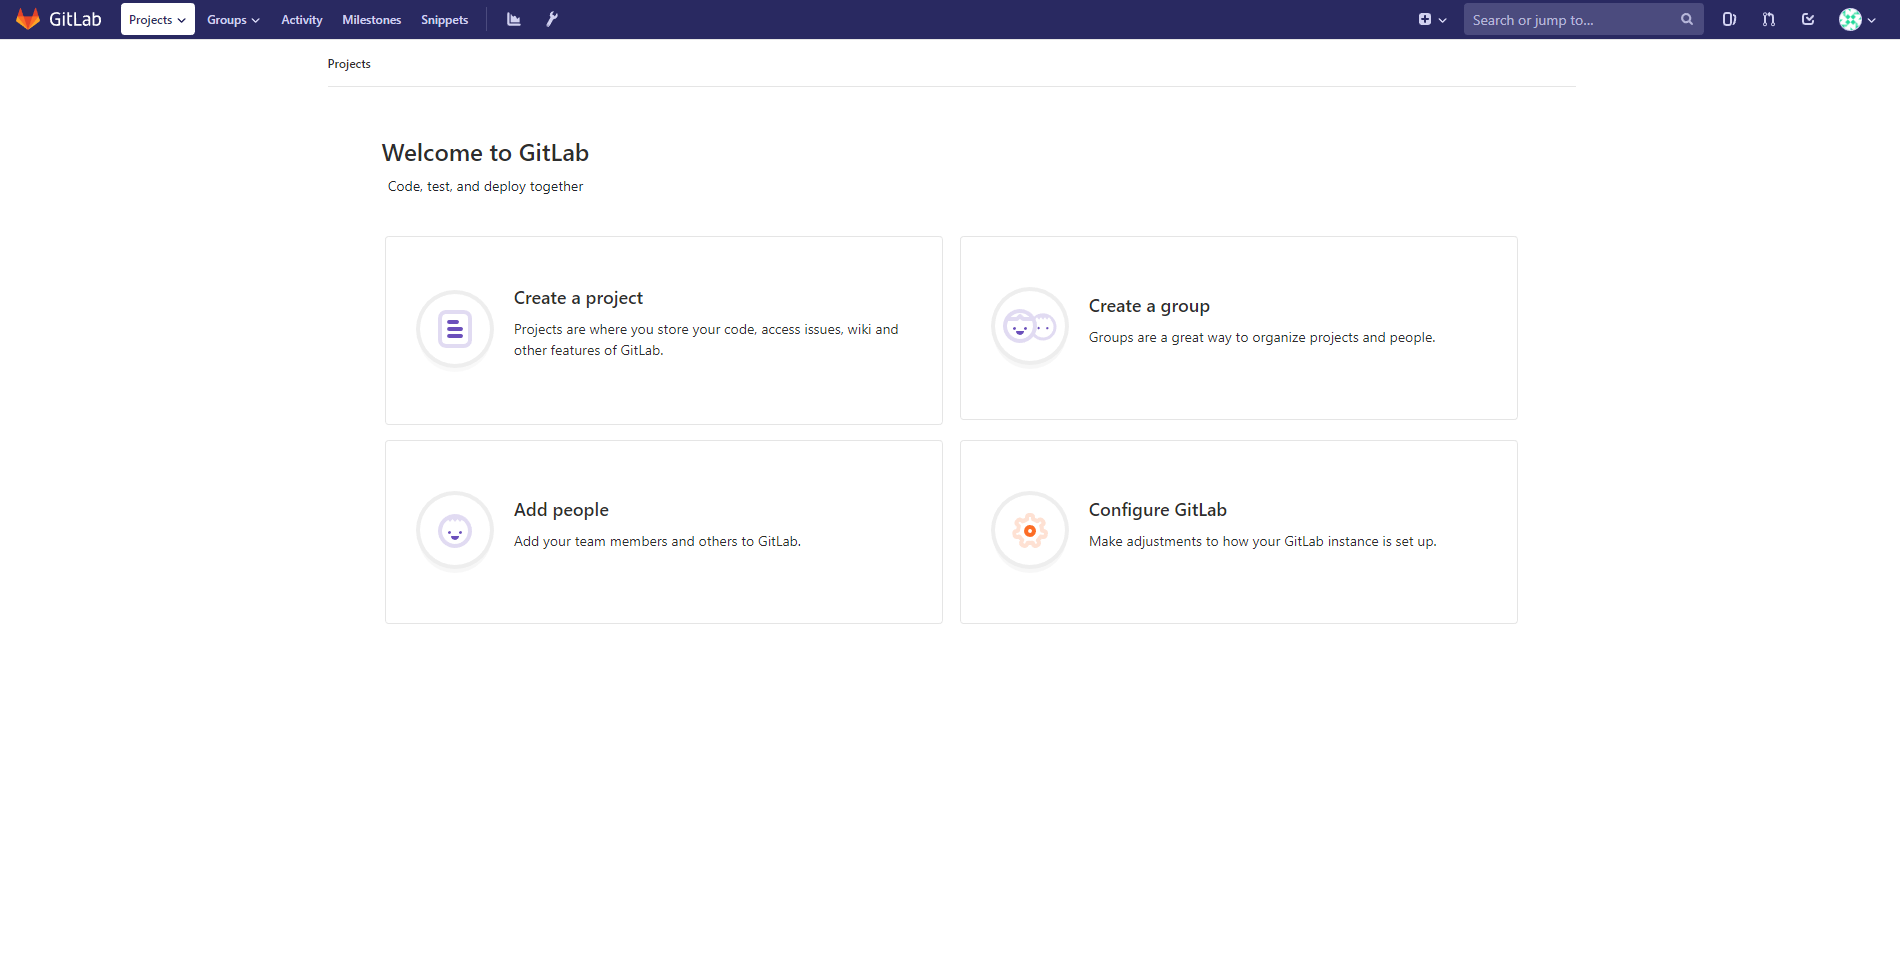 GitLab Projects Groups Activity Milestones Snippets Search or jump to...
Projects
Welcome to GitLab
Code, test, and deploy together
Create a project
Projects are where you store your code, access issues, wiki and
other features of GitLab.
Create a group
Groups are a great way to organize projects and people.
Add people
Add your team members and others to GitLab.
Configure GitLab
Make adjustments to how your GitLab instance is set up.